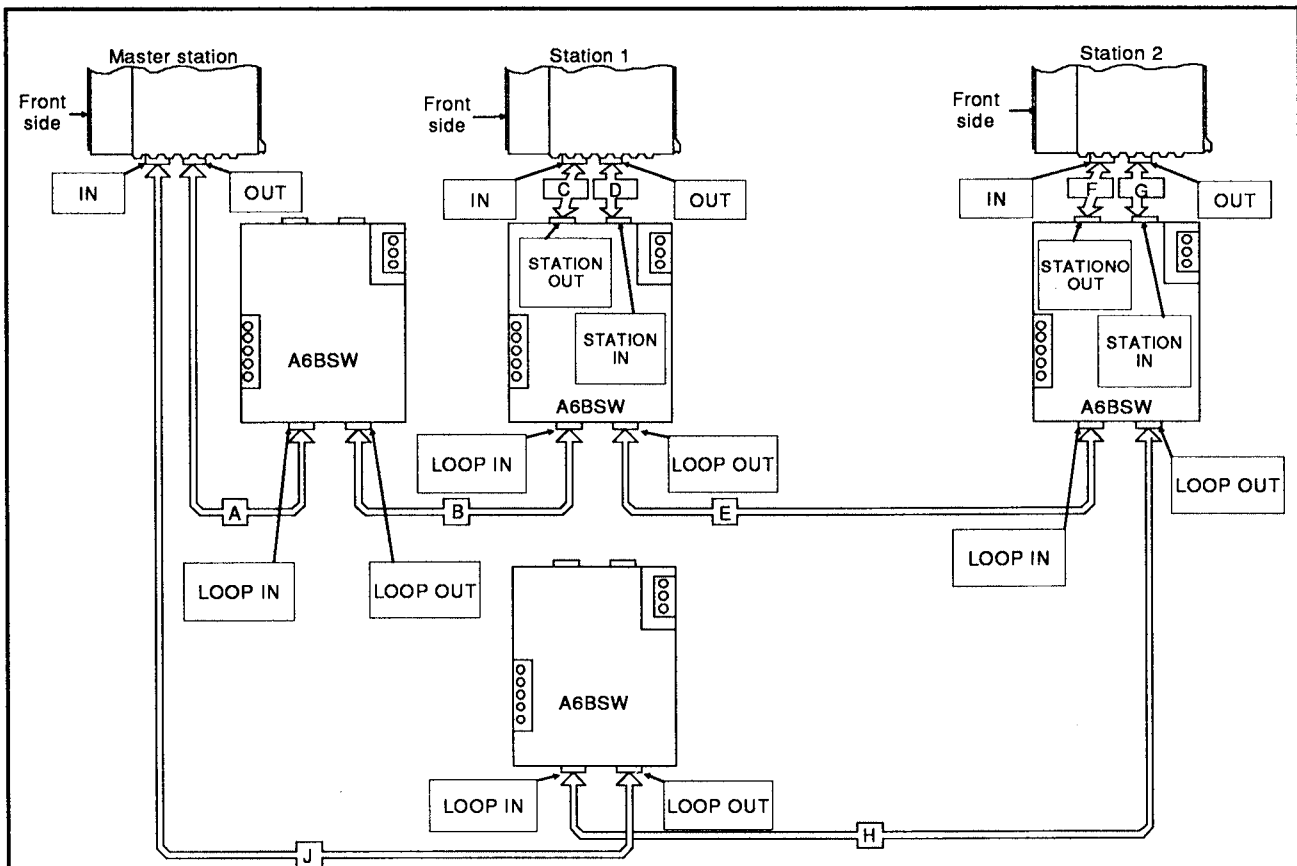 Master station
Station 1
Station 2
Front
side
Front
side
Front
side
IN
OUT
IN
C
D
OUT
IN
F
G
OUT
STATION
OUT
STATION
IN
STATIONO
OUT
STATION
IN
A6BSW
A6BSW
A6BSW
LOOP IN
LOOP OUT
LOOP OUT
A
B
E
LOOP IN
LOOP IN
LOOP OUT
A6BSW
LOOP IN
LOOP OUT
H
J